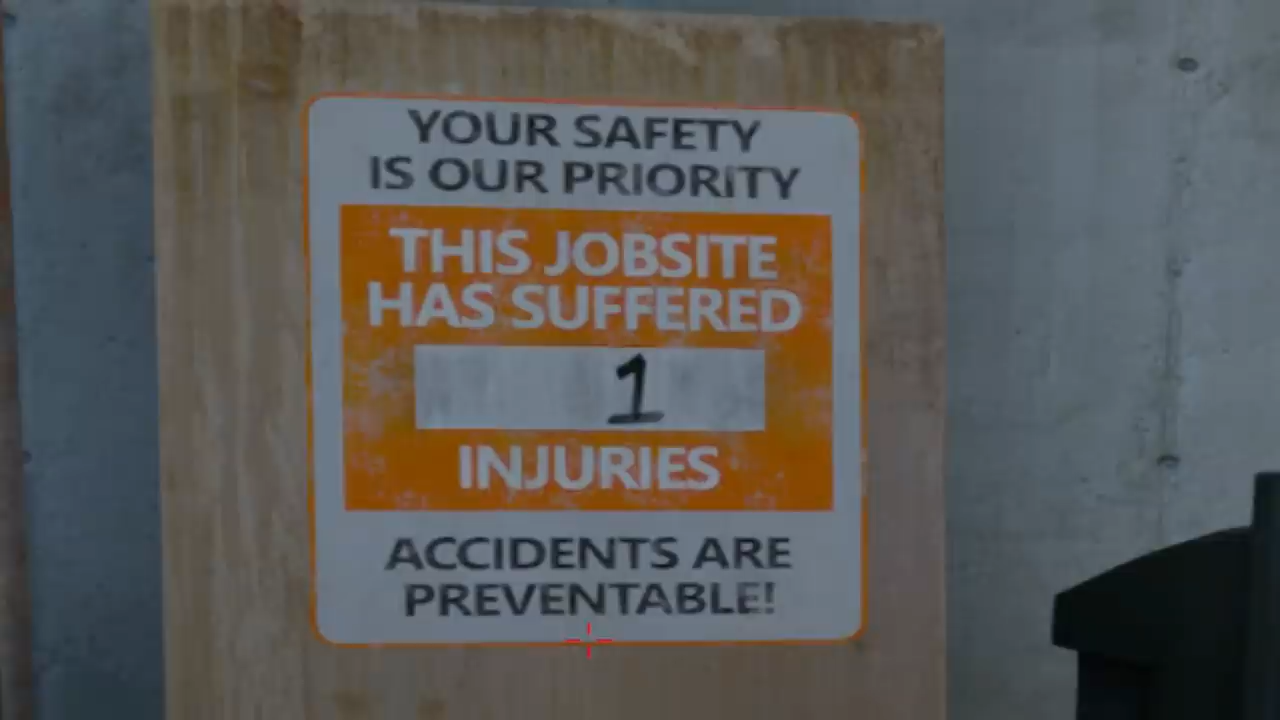 YOUR SAFETY
IS OUR PRIORITY
THIS JOBSITE
HAS SUFFERED
1
INJURIES
ACCIDENTS ARE
PREVENTABLE!